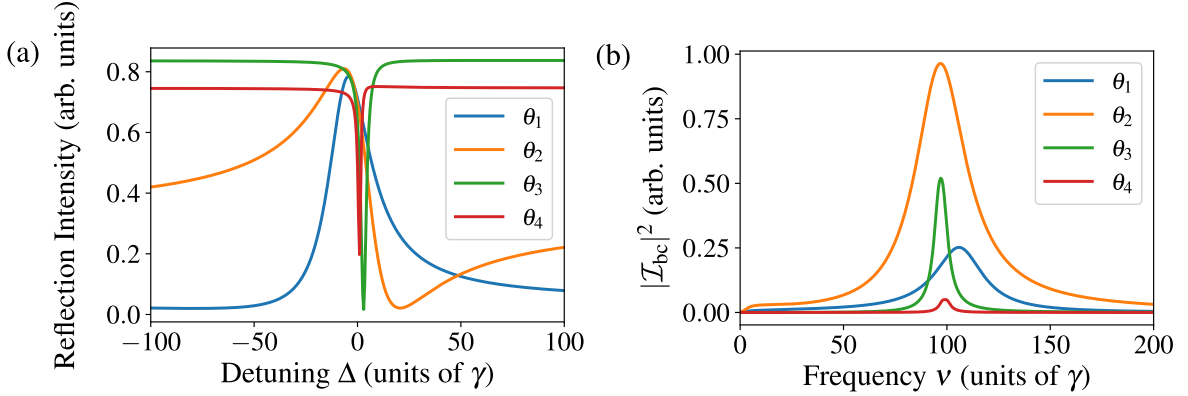 (a)
Reflection Intensity (arb. units)
0.8
0.6
0.4
0.2
0.0
−100
−50
0
50
100
Detuning Δ (units of γ)
θ1
θ2
θ3
θ4
(b)
|ℐbc|² (arb. units)
1.00
0.75
0.50
0.25
0.00
0
50
100
150
200
Frequency ν (units of γ)
θ1
θ2
θ3
θ4